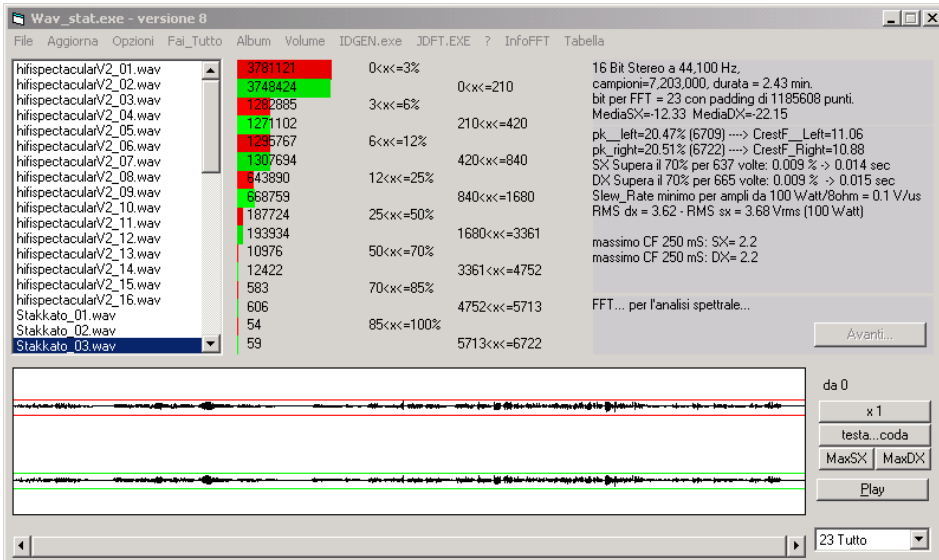 Wav_stat.exe - versione 8
File Aggiorna Opzioni Fai_Tutto Album Volume IDGEN.exe JDFT.EXE ? InfoFFT Tabella
hifispectacularV2_01.wav
hifispectacularV2_02.wav
hifispectacularV2_03.wav
hifispectacularV2_04.wav
hifispectacularV2_05.wav
hifispectacularV2_06.wav
hifispectacularV2_07.wav
hifispectacularV2_08.wav
hifispectacularV2_09.wav
hifispectacularV2_10.wav
hifispectacularV2_11.wav
hifispectacularV2_12.wav
hifispectacularV2_13.wav
hifispectacularV2_14.wav
hifispectacularV2_15.wav
hifispectacularV2_16.wav
Stakkato_01.wav
Stakkato_02.wav
Stakkato_03.wav
3781121 0<x<=3%
3748424 0<x<=210
1282885 3<x<=6%
1271102 210<x<=420
1295767 6<x<=12%
1307694 420<x<=840
643890 12<x<=25%
668759 840<x<=1680
187724 25<x<=50%
193934 1680<x<=3361
10976 50<x<=70%
12422 3361<x<=4752
583 70<x<=85%
606 4752<x<=5713
54 85<x<=100%
59 5713<x<=6722
16 Bit Stereo a 44,100 Hz,
campioni=7,203,000, durata = 2.43 min.
bit per FFT = 23 con padding di 1185608 punti.
MediaSX=-12.33 MediaDX=-22.15
pk__left=20.47% (6709) ----> CrestF__Left=11.06
pk_right=20.51% (6722) ----> CrestF_Right=10.88
SX Supera il 70% per 637 volte: 0.009 % -> 0.014 sec
DX Supera il 70% per 665 volte: 0.009 % -> 0.015 sec
Slew_Rate minimo per ampli da 100 Watt/8ohm = 0.1 V/us
RMS dx = 3.62 - RMS sx = 3.68 Vrms (100 Watt)
massimo CF 250 mS: SX= 2.2
massimo CF 250 mS: DX= 2.2
FFT... per l'analisi spettrale...
Avanti...
da 0
x 1
testa...coda
MaxSX MaxDX
Play
23 Tutto